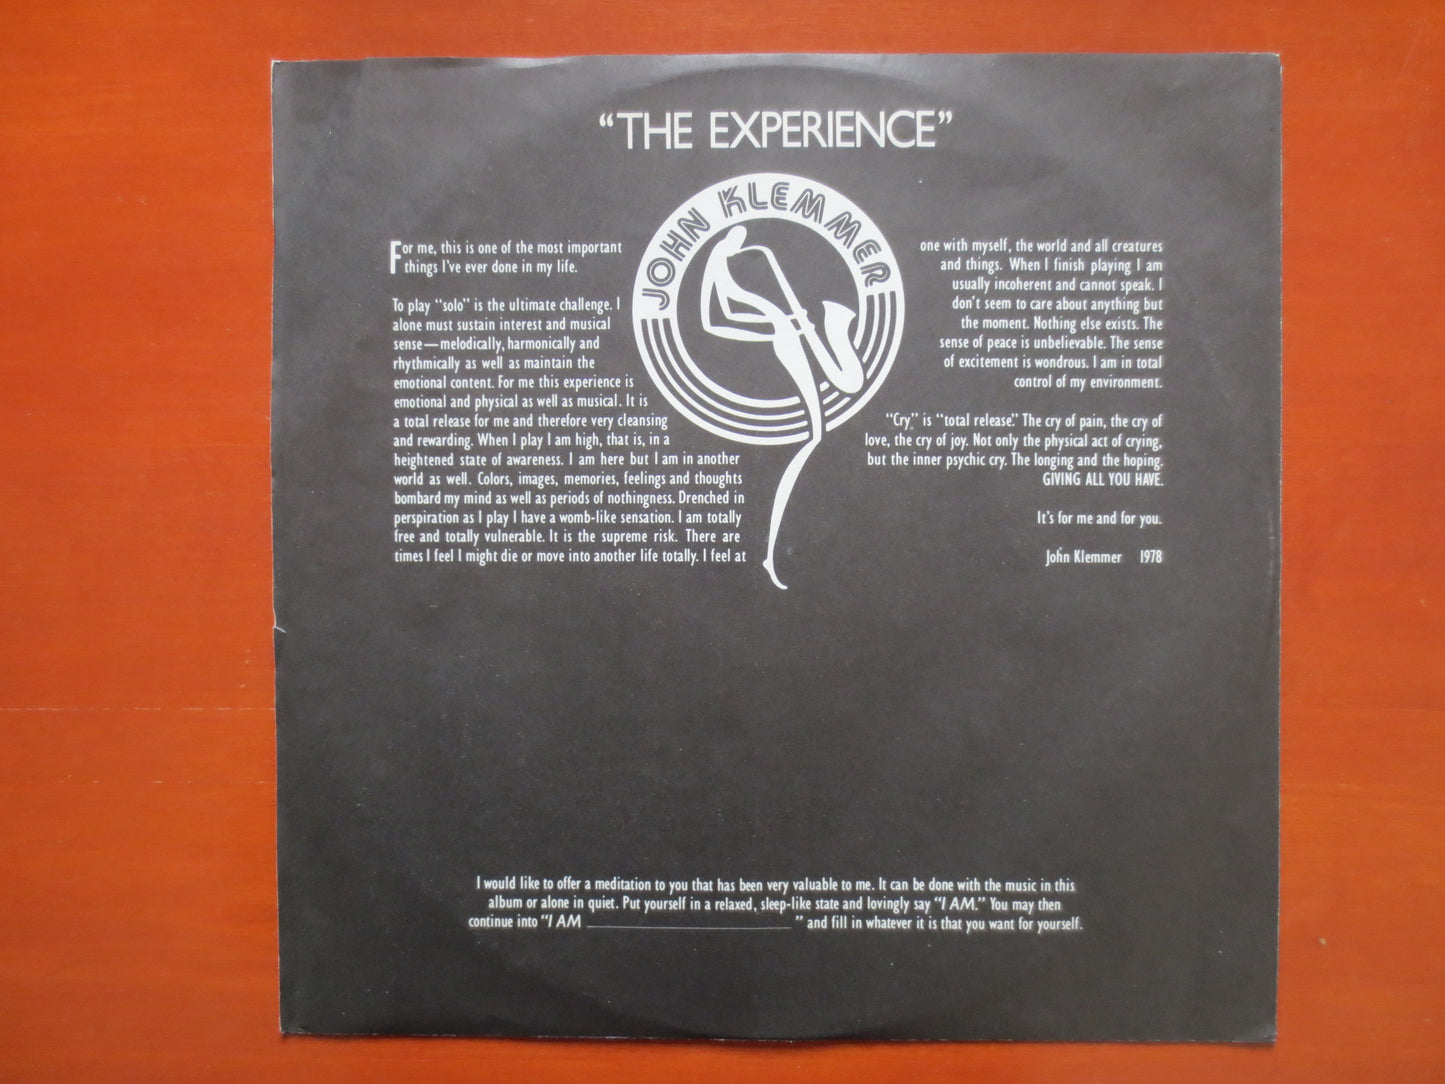 “THE EXPERIENCE”
JOHN KLEMMER
For me, this is one of the most important
things I've ever done in my life.
To play “solo” is the ultimate challenge. I
alone must sustain interest and musical
sense—melodically, harmonically and
rhythmically as well as maintain the
emotional content. For me this experience is
emotional and physical as well as musical. It is
a total release for me and therefore very cleansing
and rewarding. When I play I am high, that is, in a
heightened state of awareness. I am here but I am in another
world as well. Colors, images, memories, feelings and thoughts
bombard my mind as well as periods of nothingness. Drenched in
perspiration as I play I have a womb-like sensation. I am totally
free and totally vulnerable. It is the supreme risk. There are
times I feel I might die or move into another life totally. I feel at
one with myself, the world and all creatures
and things. When I finish playing I am
usually incoherent and cannot speak. I
don't seem to care about anything but
the moment. Nothing else exists. The
sense of peace is unbelievable. The sense
of excitement is wondrous. I am in total
control of my environment.
“Cry,” is “total release.” The cry of pain, the cry of
love, the cry of joy. Not only the physical act of crying,
but the inner psychic cry. The longing and the hoping.
GIVING ALL YOU HAVE.
It's for me and for you.
John Klemmer 1978
I would like to offer a meditation to you that has been very valuable to me. It can be done with the music in this
album or alone in quiet. Put yourself in a relaxed, sleep-like state and lovingly say “I AM.” You may then
continue into “I AM ____________________ ” and fill in whatever it is that you want for yourself.